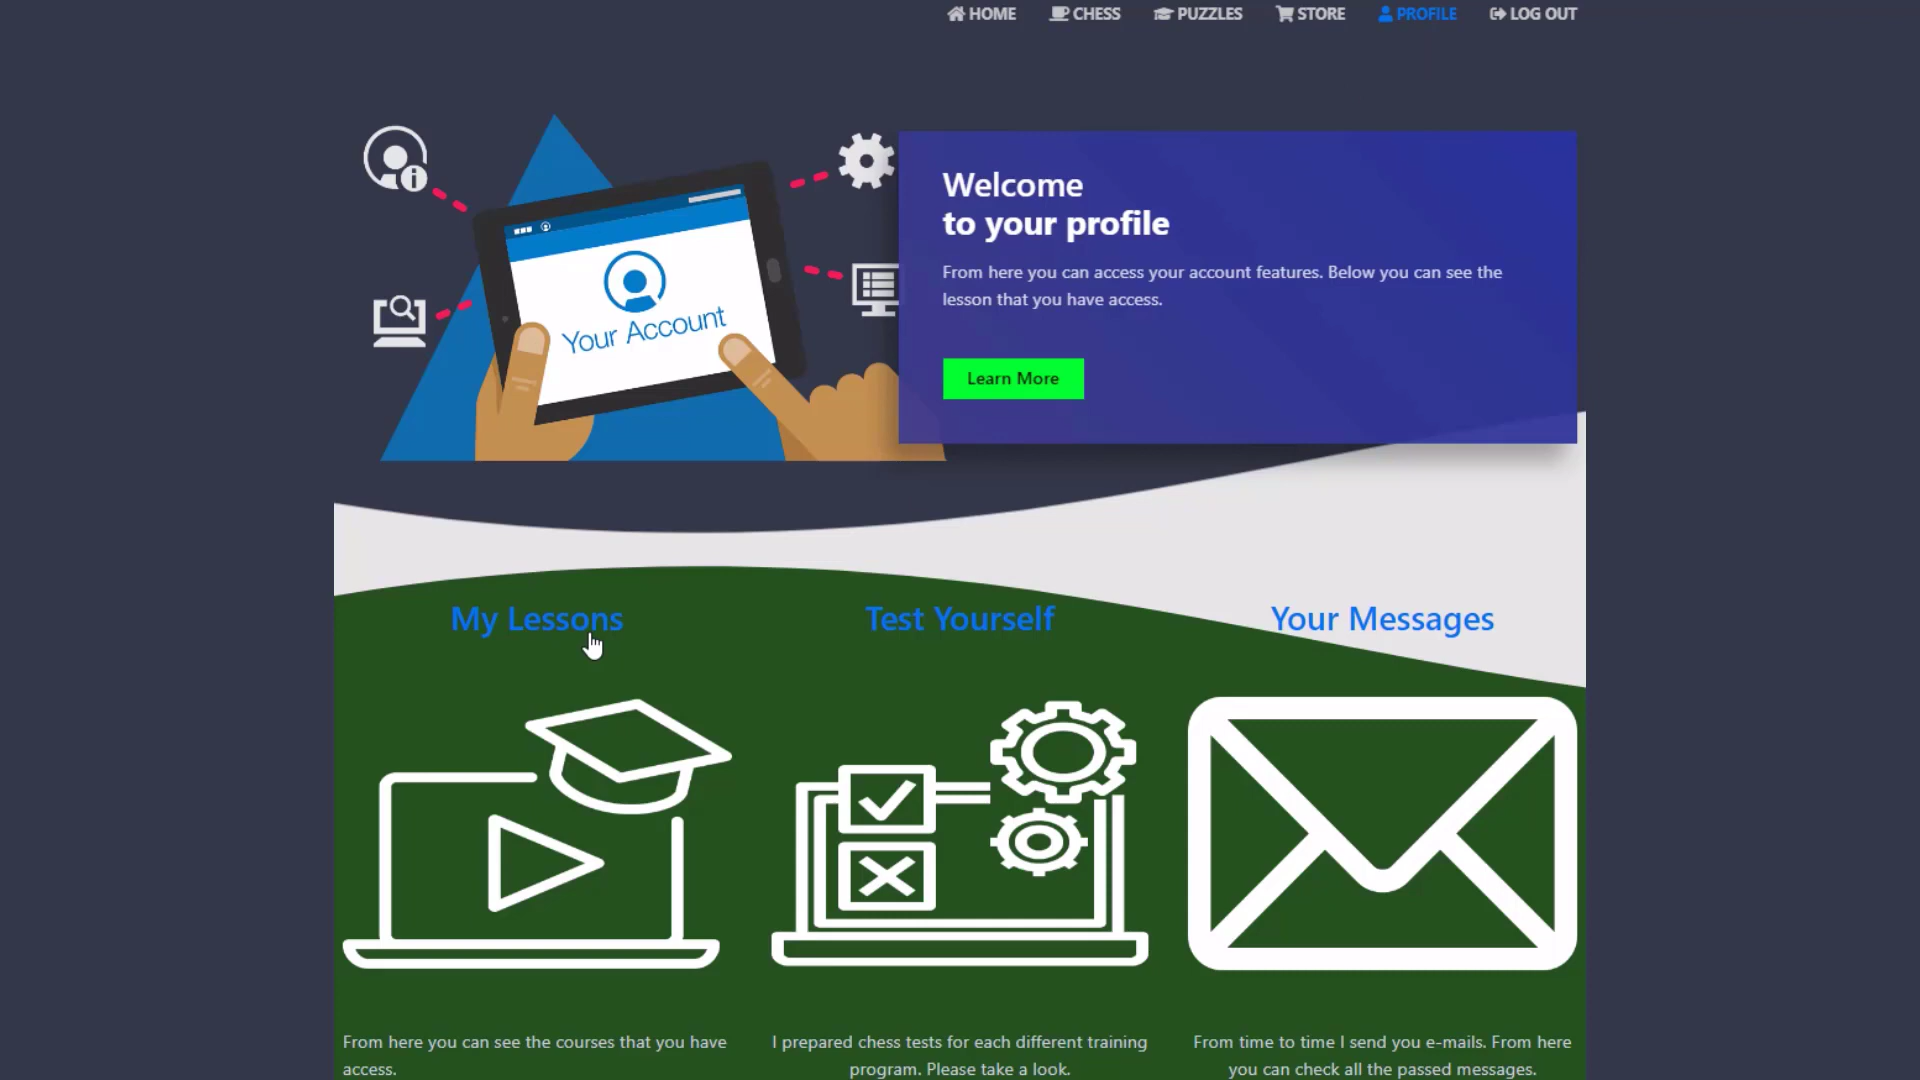 HOME CHESS PUZZLES STORE PROFILE LOG OUT
Your Account
Welcome
to your profile
From here you can access your account features. Below you can see the
lesson that you have access.
Learn More
My Lessons
Test Yourself
Your Messages
From here you can see the courses that you have
access.
I prepared chess tests for each different training
program. Please take a look.
From time to time I send you e-mails. From here
you can check all the passed messages.